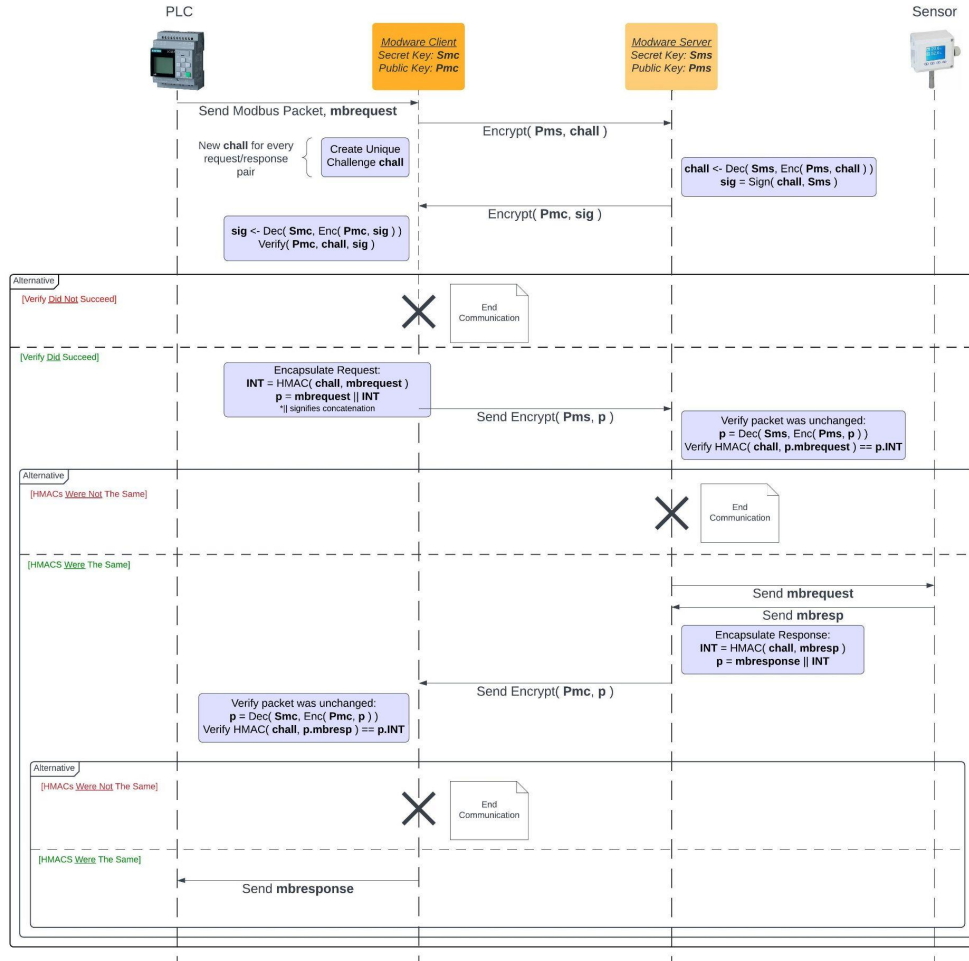 PLC
Sensor
Modware Client
Secret Key: Smc
Public Key: Pmc
Modware Server
Secret Key: Sms
Public Key: Pms
Send Modbus Packet, mbrequest
Encrypt( Pms, chall )
New chall for every
request/response
pair
Create Unique
Challenge chall
chall <- Dec( Sms, Enc( Pms, chall ) )
sig = Sign( chall, Sms )
Encrypt( Pmc, sig )
sig <- Dec( Smc, Enc( Pmc, sig ) )
Verify( Pmc, chall, sig )
Alternative
[Verify Did Not Succeed]
End
Communication
[Verify Did Succeed]
Encapsulate Request:
INT = HMAC( chall, mbrequest )
p = mbrequest || INT
*|| signifies concatenation
Send Encrypt( Pms, p )
Verify packet was unchanged:
p = Dec( Sms, Enc( Pms, p ) )
Verify HMAC( chall, p.mbrequest ) == p.INT
Alternative
[HMACs Were Not The Same]
End
Communication
[HMACS Were The Same]
Send mbrequest
Send mbresp
Encapsulate Response:
INT = HMAC( chall, mbresp )
p = mbresponse || INT
Send Encrypt( Pmc, p )
Verify packet was unchanged:
p = Dec( Smc, Enc( Pmc, p ) )
Verify HMAC( chall, p.mbresp ) == p.INT
Alternative
[HMACs Were Not The Same]
End
Communication
[HMACS Were The Same]
Send mbresponse